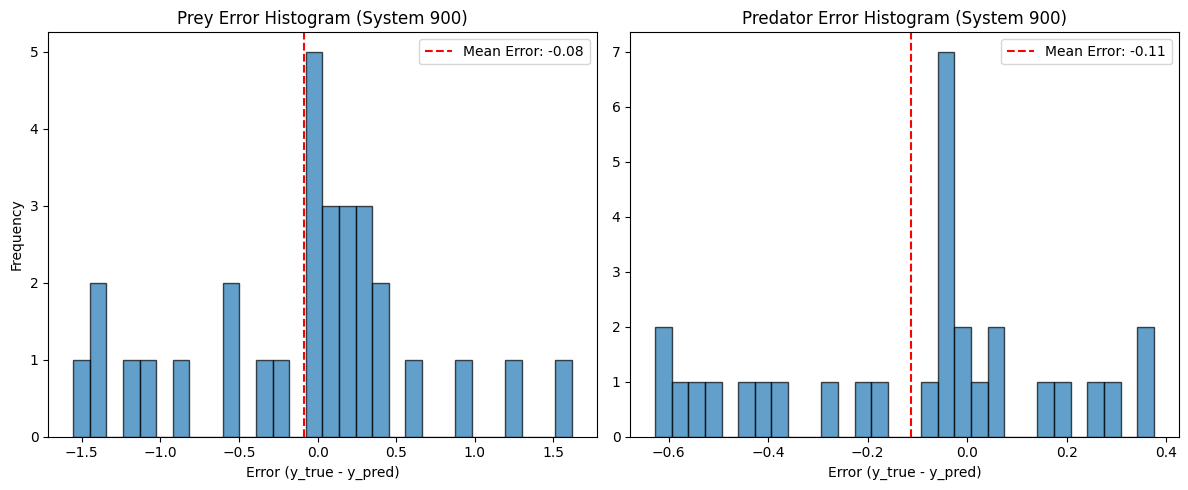 Prey Error Histogram (System 900)
Mean Error: -0.08
Frequency
5
4
3
2
1
0
−1.5 −1.0 −0.5 0.0 0.5 1.0 1.5
Error (y_true - y_pred)
Predator Error Histogram (System 900)
Mean Error: -0.11
7
6
5
4
3
2
1
0
−0.6 −0.4 −0.2 0.0 0.2 0.4
Error (y_true - y_pred)